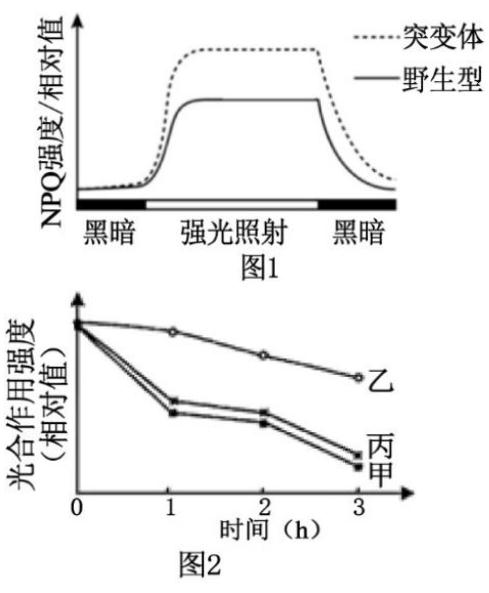 NPQ强度/相对值
突变体
野生型
黑暗 强光照射 黑暗
图1
光合作用强度
（相对值）
乙
丙
甲
0 1 2 3
时间（h）
图2